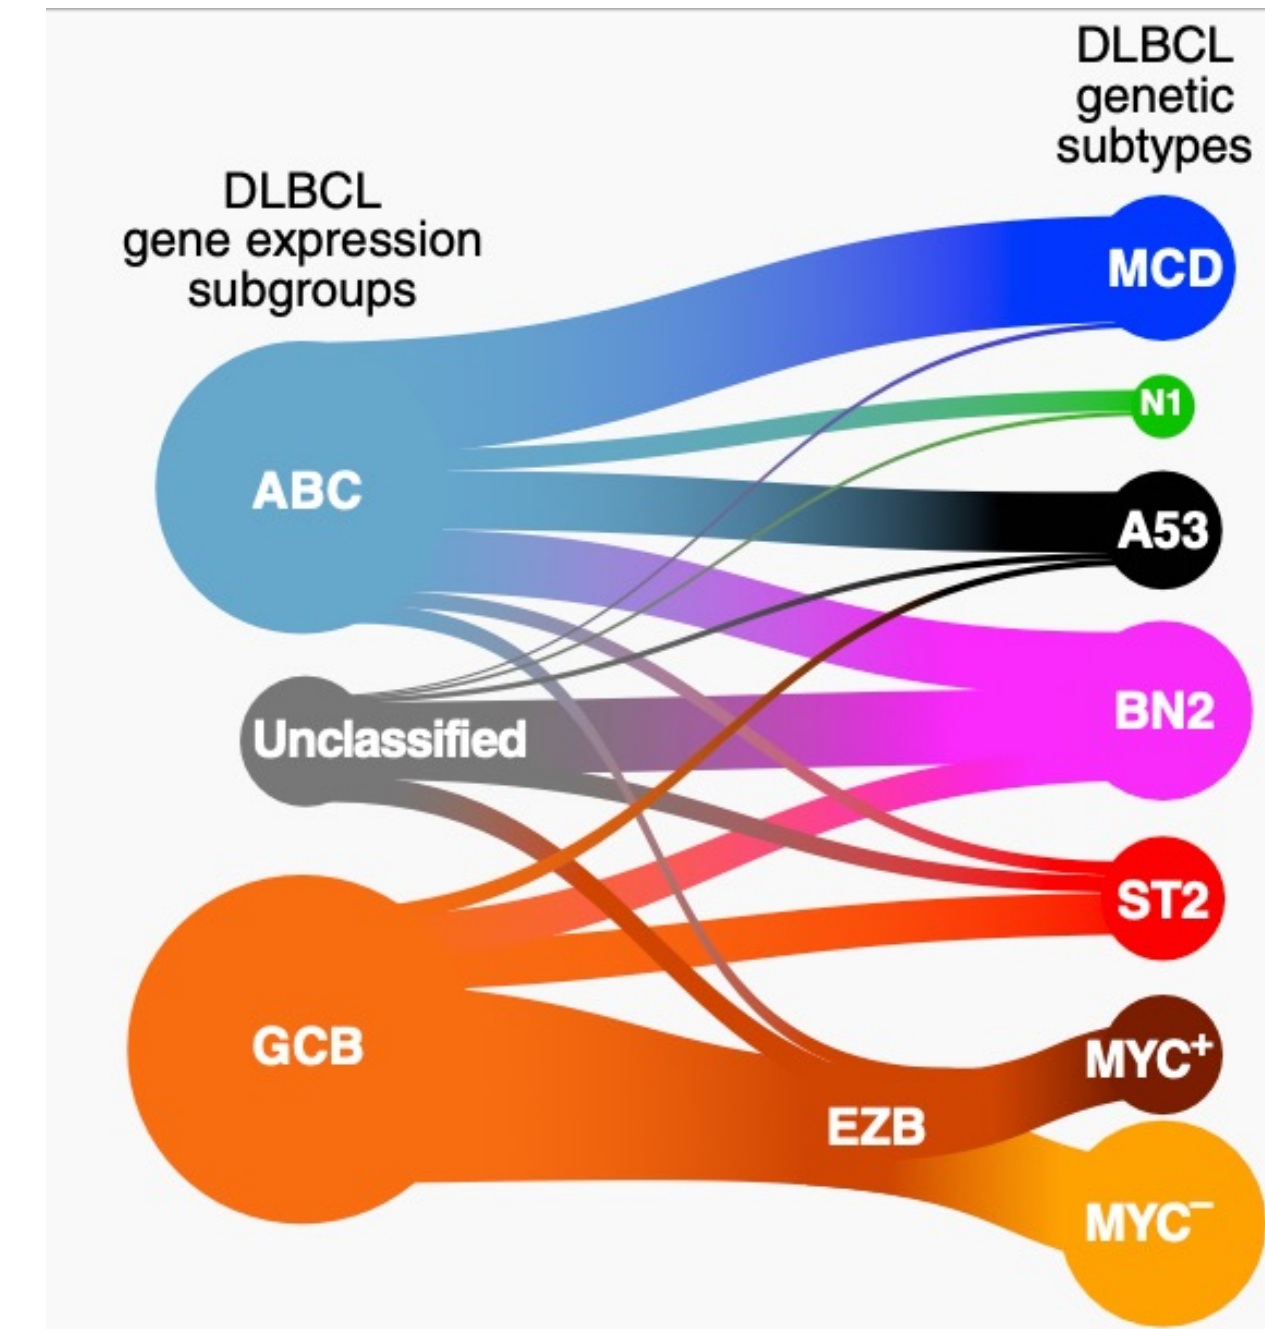 DLBCL
genetic
subtypes
DLBCL
gene expression
subgroups
MCD
N1
ABC
A53
Unclassified
BN2
ST2
GCB
MYC⁺
EZB
MYC⁻